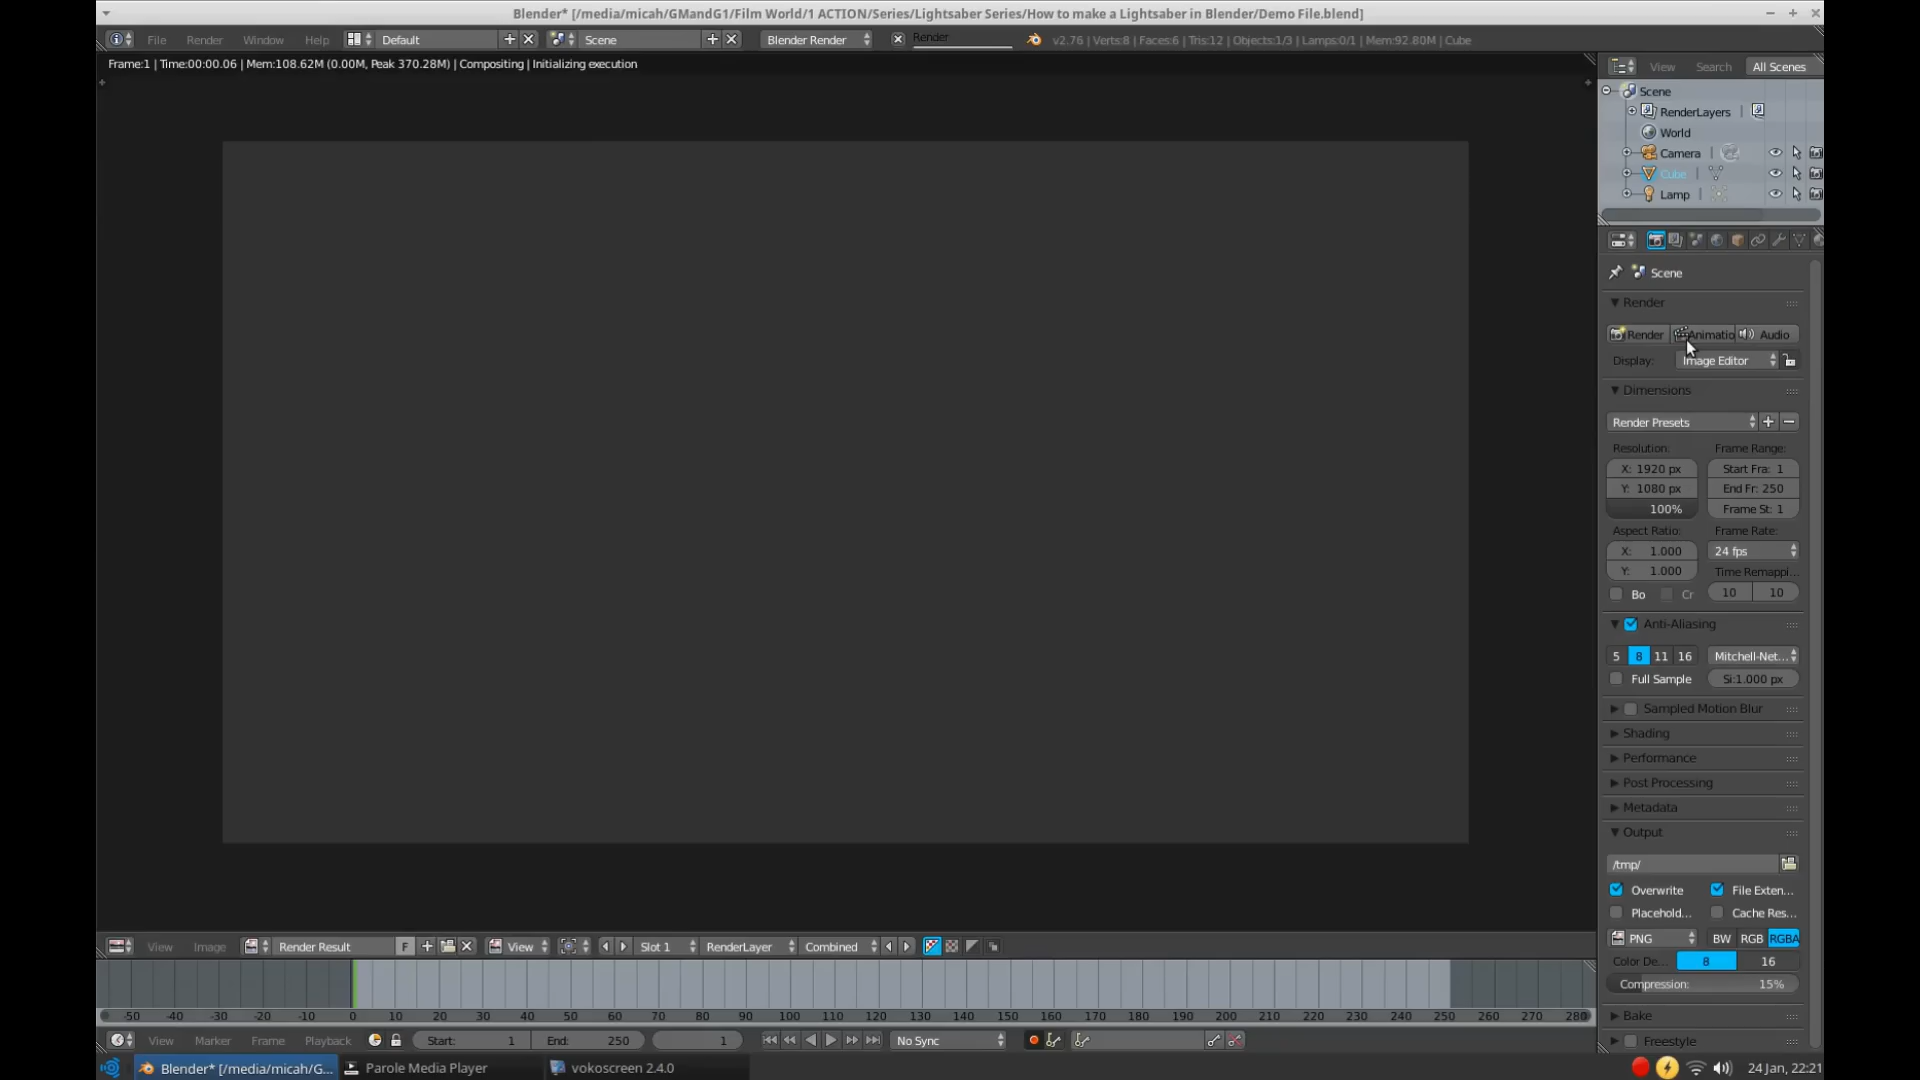 Blender* [/media/micah/GMandG1/Film World/1 ACTION/Series/Lightsaber Series/How to make a Lightsaber in Blender/Demo File.blend]
File Render Window Help Default Scene Blender Render Render v2.76 | Verts:8 | Faces:6 | Tris:12 | Objects:1/3 | Lamps:0/1 | Mem:92.80M | Cube
Frame:1 | Time:00:00.06 | Mem:108.62M (0.00M, Peak 370.28M) | Compositing | Initializing execution
View Search All Scenes
Scene
RenderLayers |
World
Camera |
Cube |
Lamp |
Scene
Render
Render Animatio Audio
Display: Image Editor
Dimensions
Render Presets
Resolution: Frame Range:
X: 1920 px Start Fra: 1
Y: 1080 px End Fr: 250
100% Frame St: 1
Aspect Ratio: Frame Rate:
X: 1.000 24 fps
Y: 1.000 Time Remappi...
Bo Cr 10 10
Anti-Aliasing
5 8 11 16 Mitchell-Net...
Full Sample Si:1.000 px
Sampled Motion Blur
Shading
Performance
Post Processing
Metadata
Output
/tmp/
Overwrite File Exten...
Placehold... Cache Res...
PNG BW RGB RGBA
Color De... 8 16
Compression: 15%
Bake
Freestyle
View Image Render Result F View Slot 1 RenderLayer Combined
-50 -40 -30 -20 -10 0 10 20 30 40 50 60 70 80 90 100 110 120 130 140 150 160 170 180 190 200 210 220 230 240 250 260 270 280
View Marker Frame Playback Start: 1 End: 250 1 No Sync
Blender* [/media/micah/G... Parole Media Player vokoscreen 2.4.0 24 Jan, 22:21